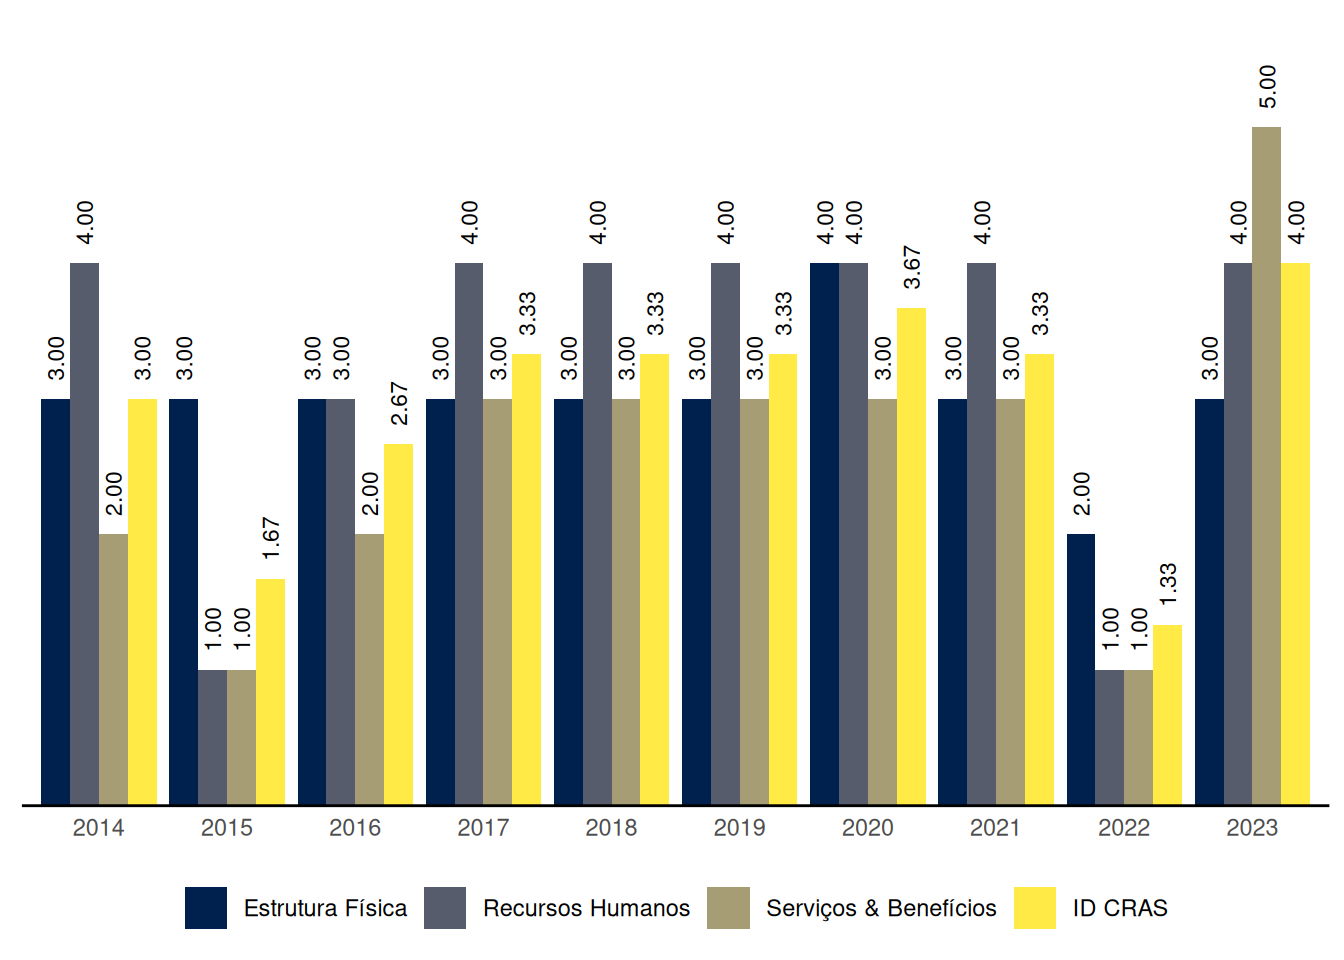 3.00 4.00 2.00 3.00
3.00 1.00 1.00 1.67
3.00 3.00 2.00 2.67
3.00 4.00 3.00 3.33
3.00 4.00 3.00 3.33
3.00 4.00 3.00 3.33
4.00 4.00 3.00 3.67
3.00 4.00 3.00 3.33
2.00 1.00 1.00 1.33
3.00 4.00 5.00 4.00
2014 2015 2016 2017 2018 2019 2020 2021 2022 2023
Estrutura Física Recursos Humanos Serviços & Benefícios ID CRAS